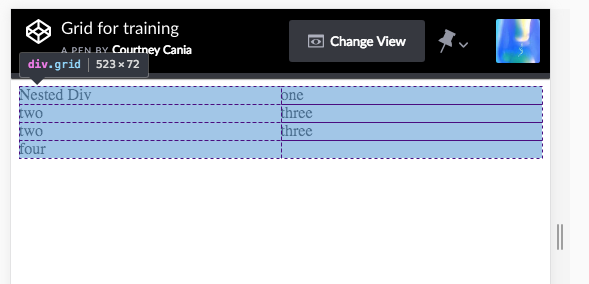 Grid for training
A PEN BY Courtney Cania
Change View
div.grid | 523 × 72
Nested Div one
two three
two three
four